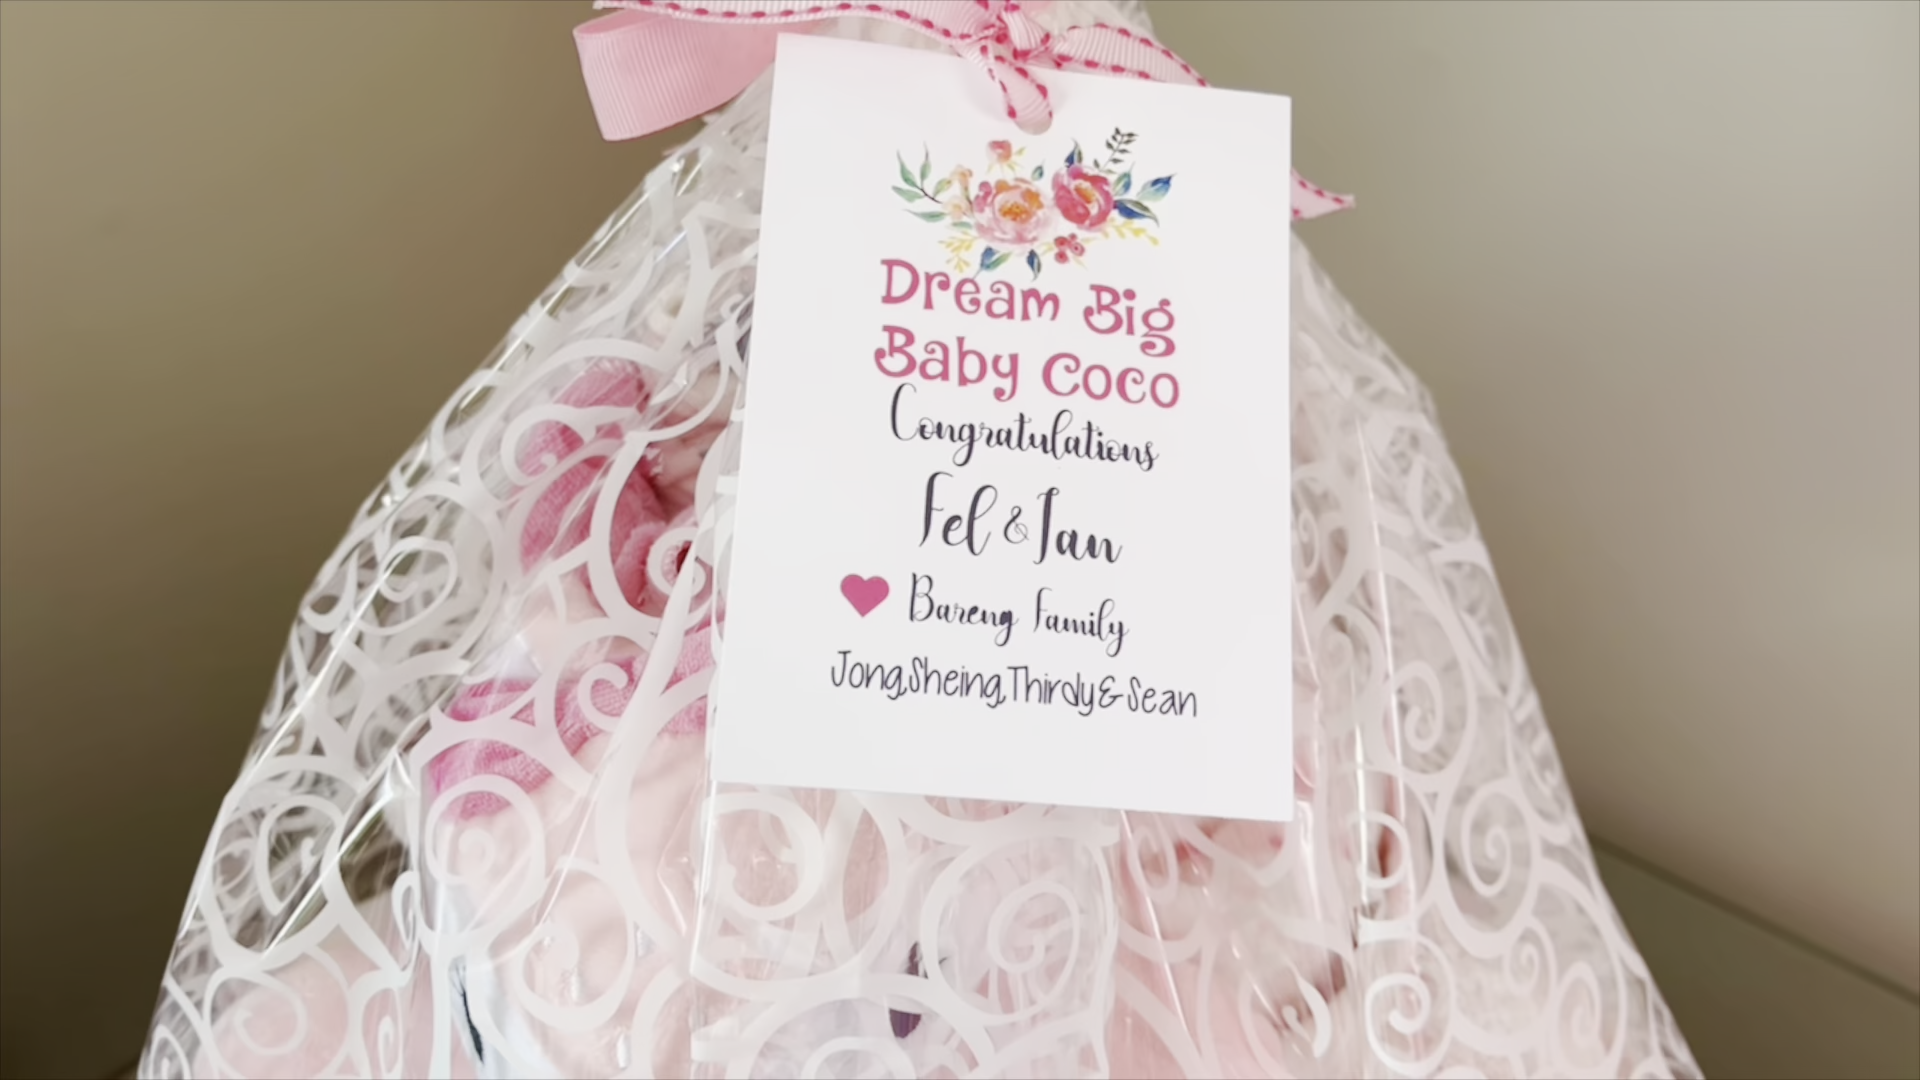 Dream Big
Baby Coco
Congratulations
Fel & Ian
Bareng Family
Jong,Sheing,Thirdy&Sean